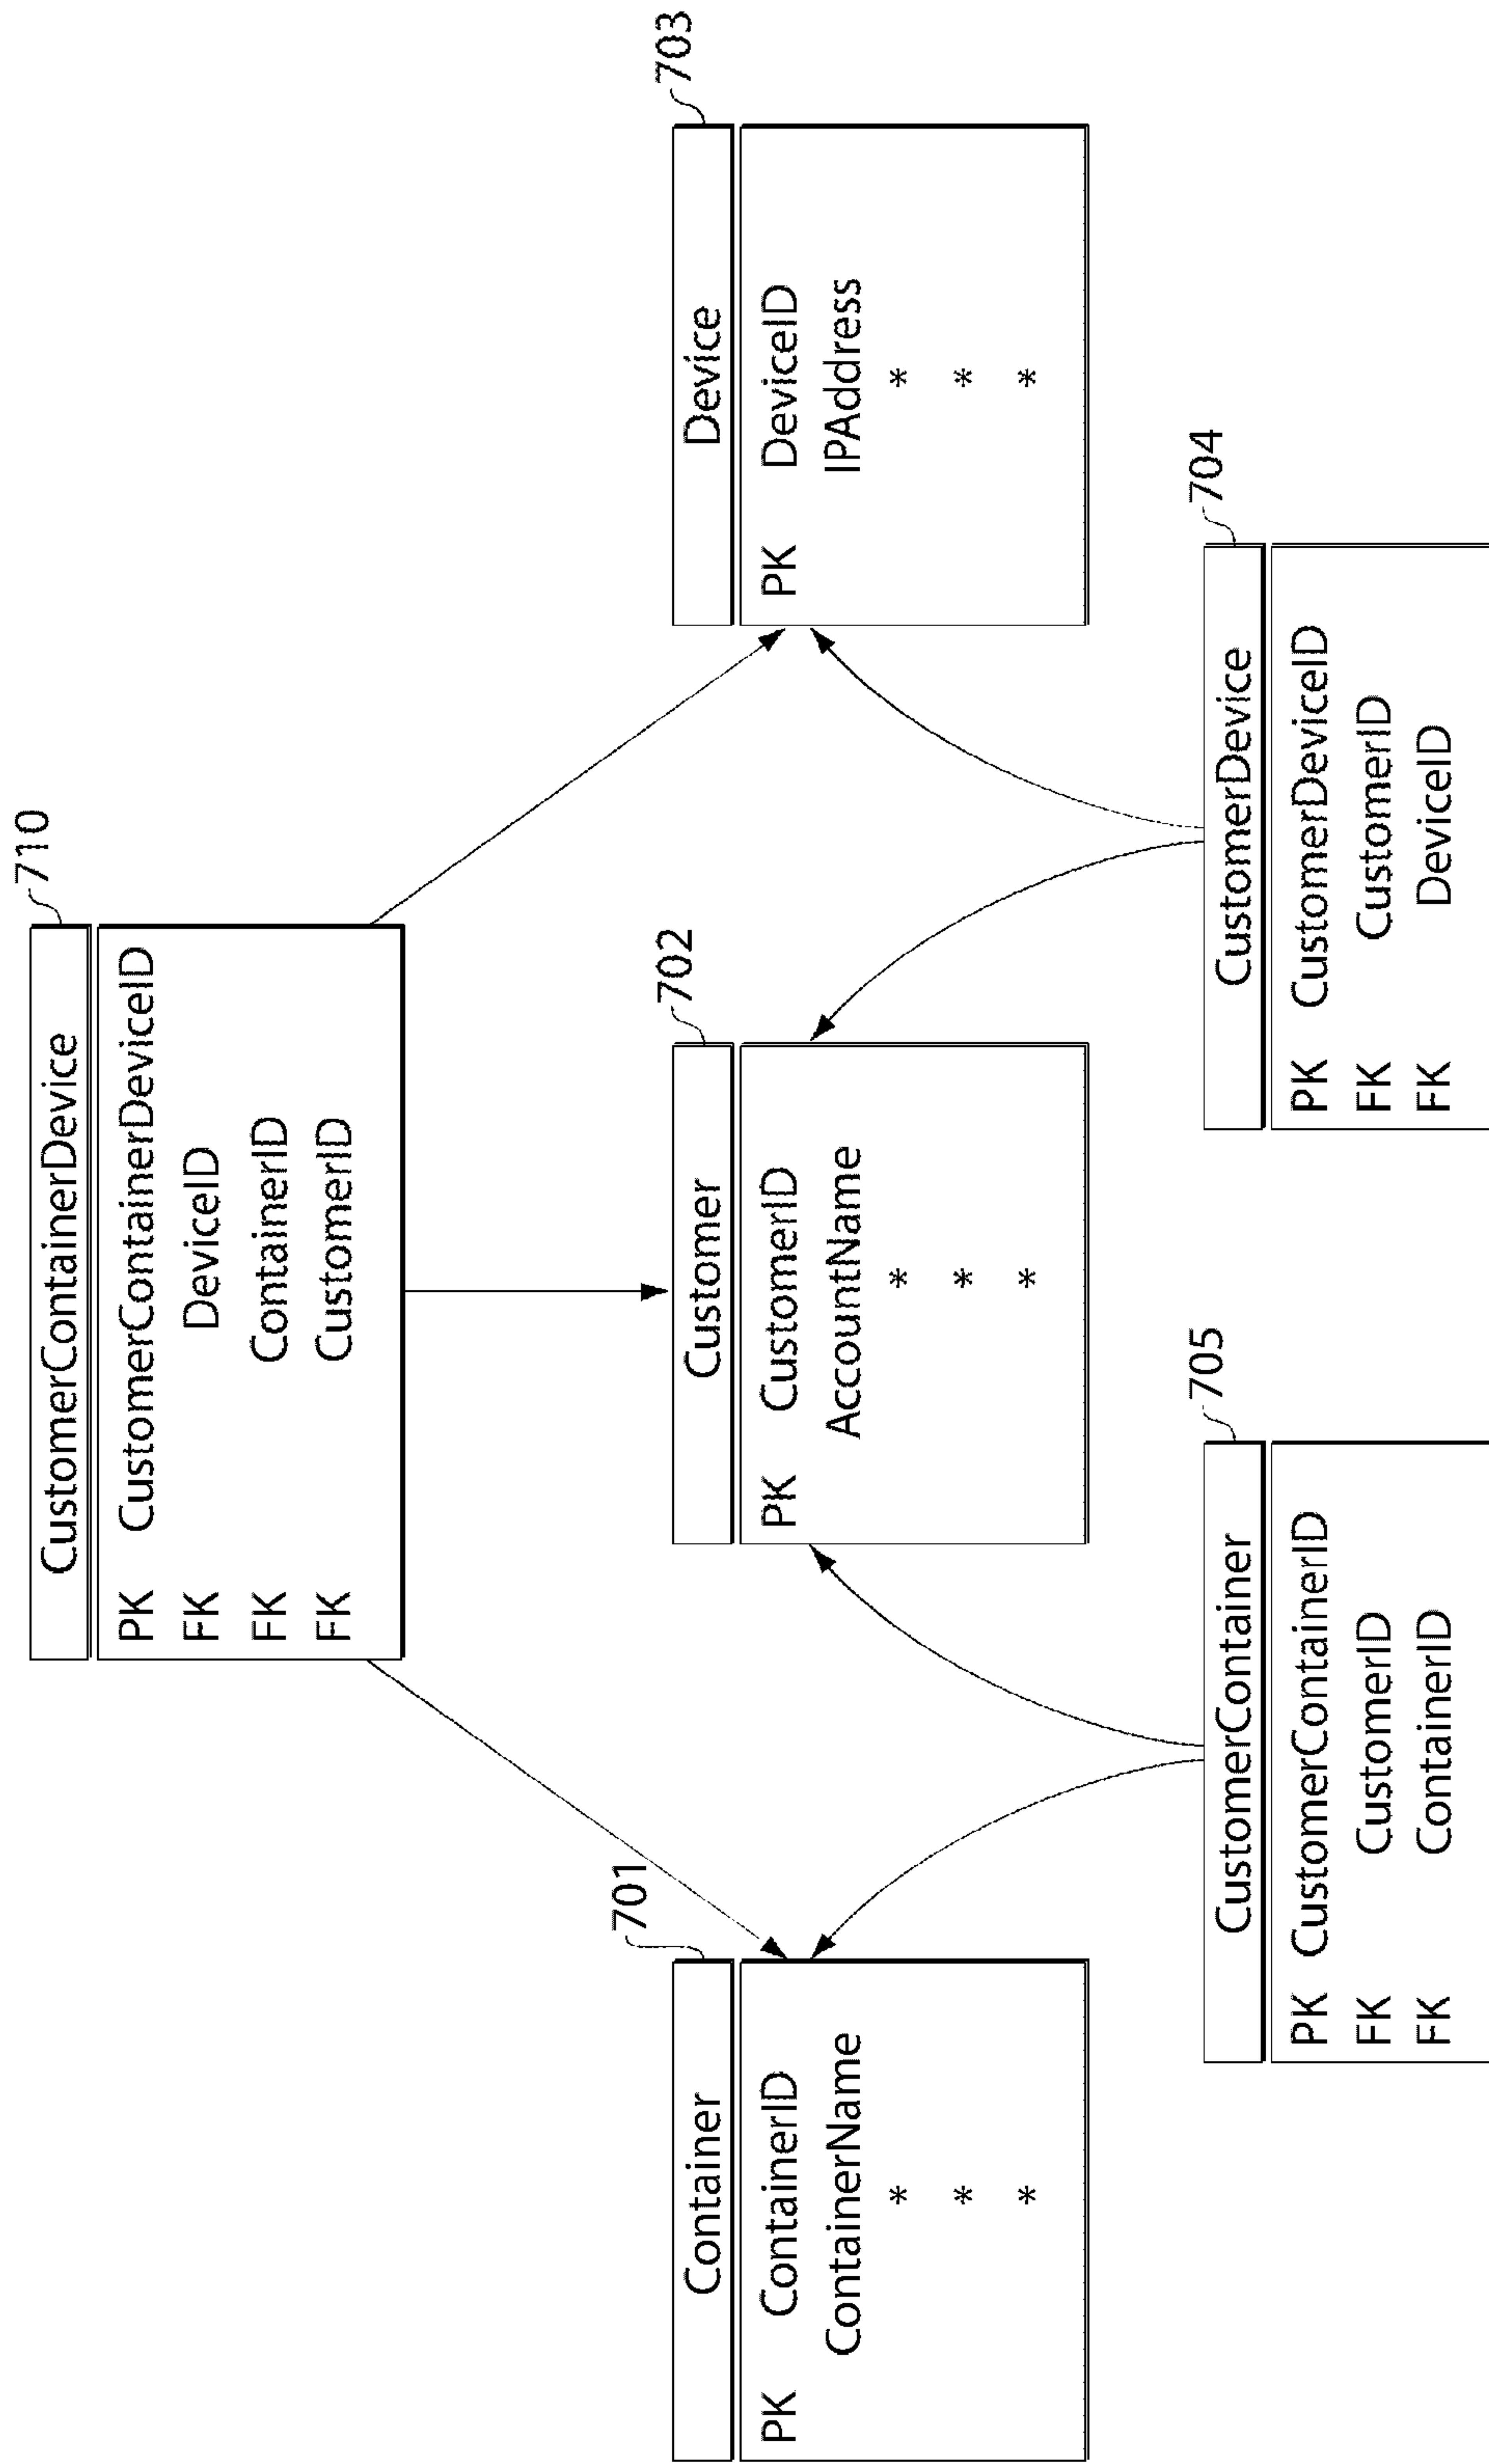 710
CustomerContainerDevice
PK CustomerContainerDeviceID
FK DeviceID
FK ContainerID
FK CustomerID
701
Container
PK ContainerID
ContainerName
*
*
*
702
Customer
PK CustomerID
AccountName
*
*
*
703
Device
PK DeviceID
IPAddress
*
*
*
705
CustomerContainer
PK CustomerContainerID
FK CustomerID
FK ContainerID
704
CustomerDevice
PK CustomerDeviceID
FK CustomerID
FK DeviceID